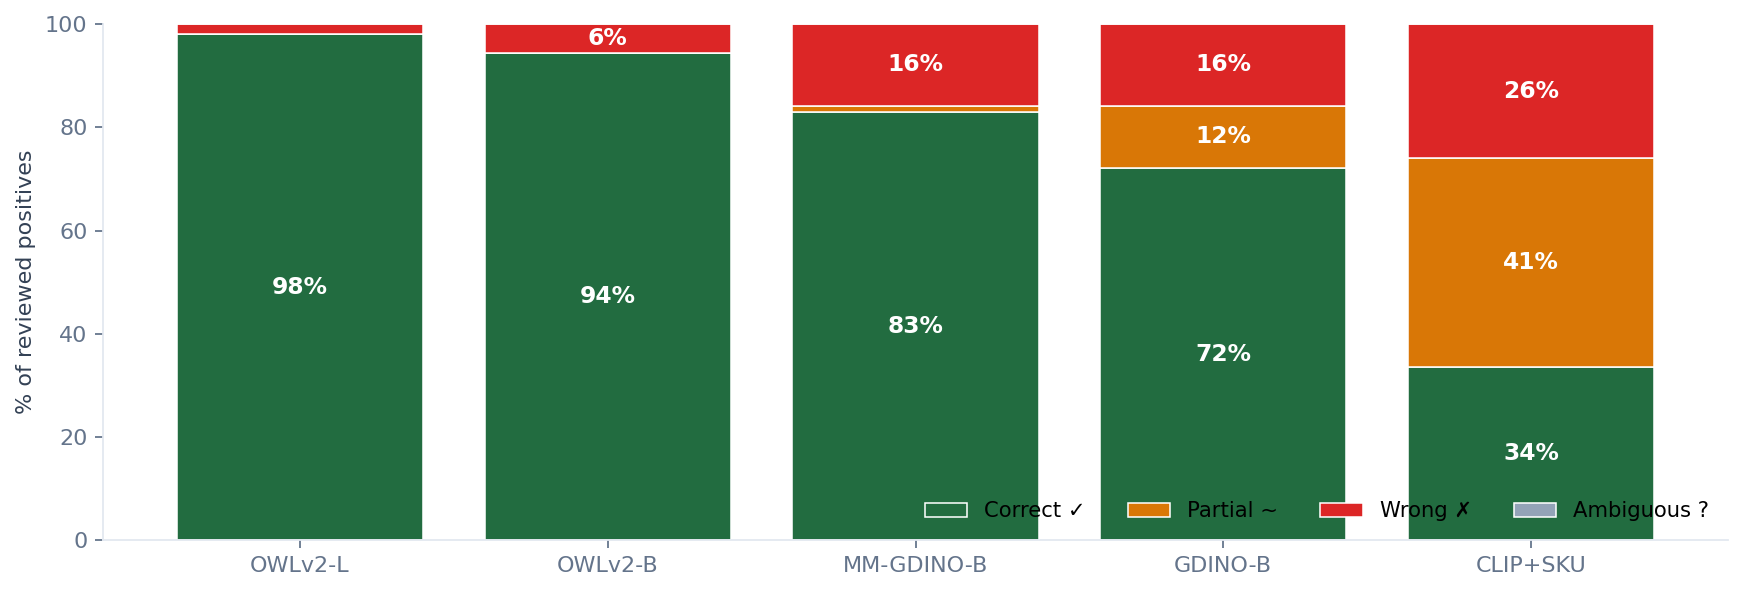 100
80
60
40
20
0
% of reviewed positives
98%
6%
94%
16%
83%
16%
12%
72%
26%
41%
34%
Correct ✓
Partial ~
Wrong ✗
Ambiguous ?
OWLv2-L
OWLv2-B
MM-GDINO-B
GDINO-B
CLIP+SKU